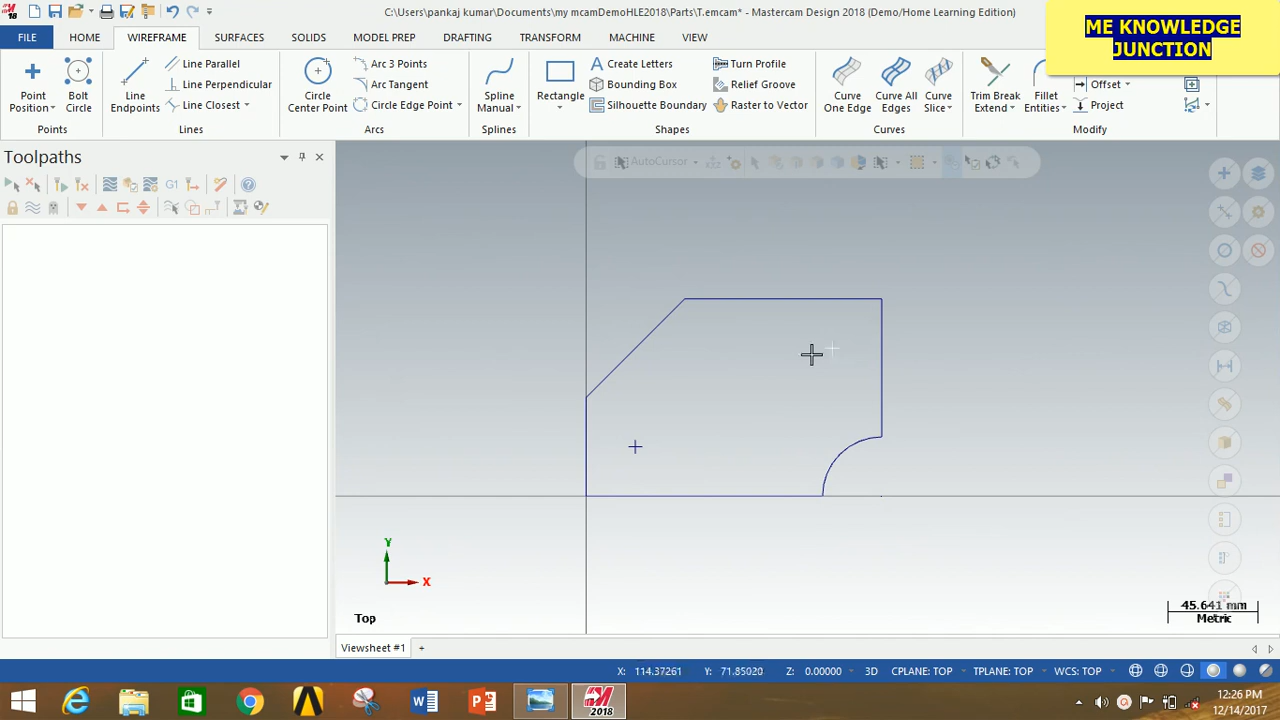 C:\Users\pankaj kumar\Documents\my mcamDemoHLE2018\Parts\T.mcam* - Mastercam Design 2018 (Demo/Home Learning Edition)
ME KNOWLEDGE
JUNCTION
FILE HOME WIREFRAME SURFACES SOLIDS MODEL PREP DRAFTING TRANSFORM MACHINE VIEW
Point
Position
Bolt
Circle
Points
Line
Endpoints
Line Parallel
Line Perpendicular
Line Closest
Lines
Circle
Center Point
Arc 3 Points
Arc Tangent
Circle Edge Point
Arcs
Spline
Manual
Splines
Rectangle
Create Letters
Bounding Box
Silhouette Boundary
Turn Profile
Relief Groove
Raster to Vector
Shapes
Curve
One Edge
Curve All
Edges
Curve
Slice
Curves
Trim Break
Extend
Fillet
Entities
Offset
Project
Modify
Toolpaths
G1
AutoCursor
Y
X
Top
45.641 mm
Metric
Viewsheet #1 +
X: 114.37261 Y: 71.85020 Z: 0.00000 3D CPLANE: TOP TPLANE: TOP WCS: TOP
2018
12:26 PM
12/14/2017